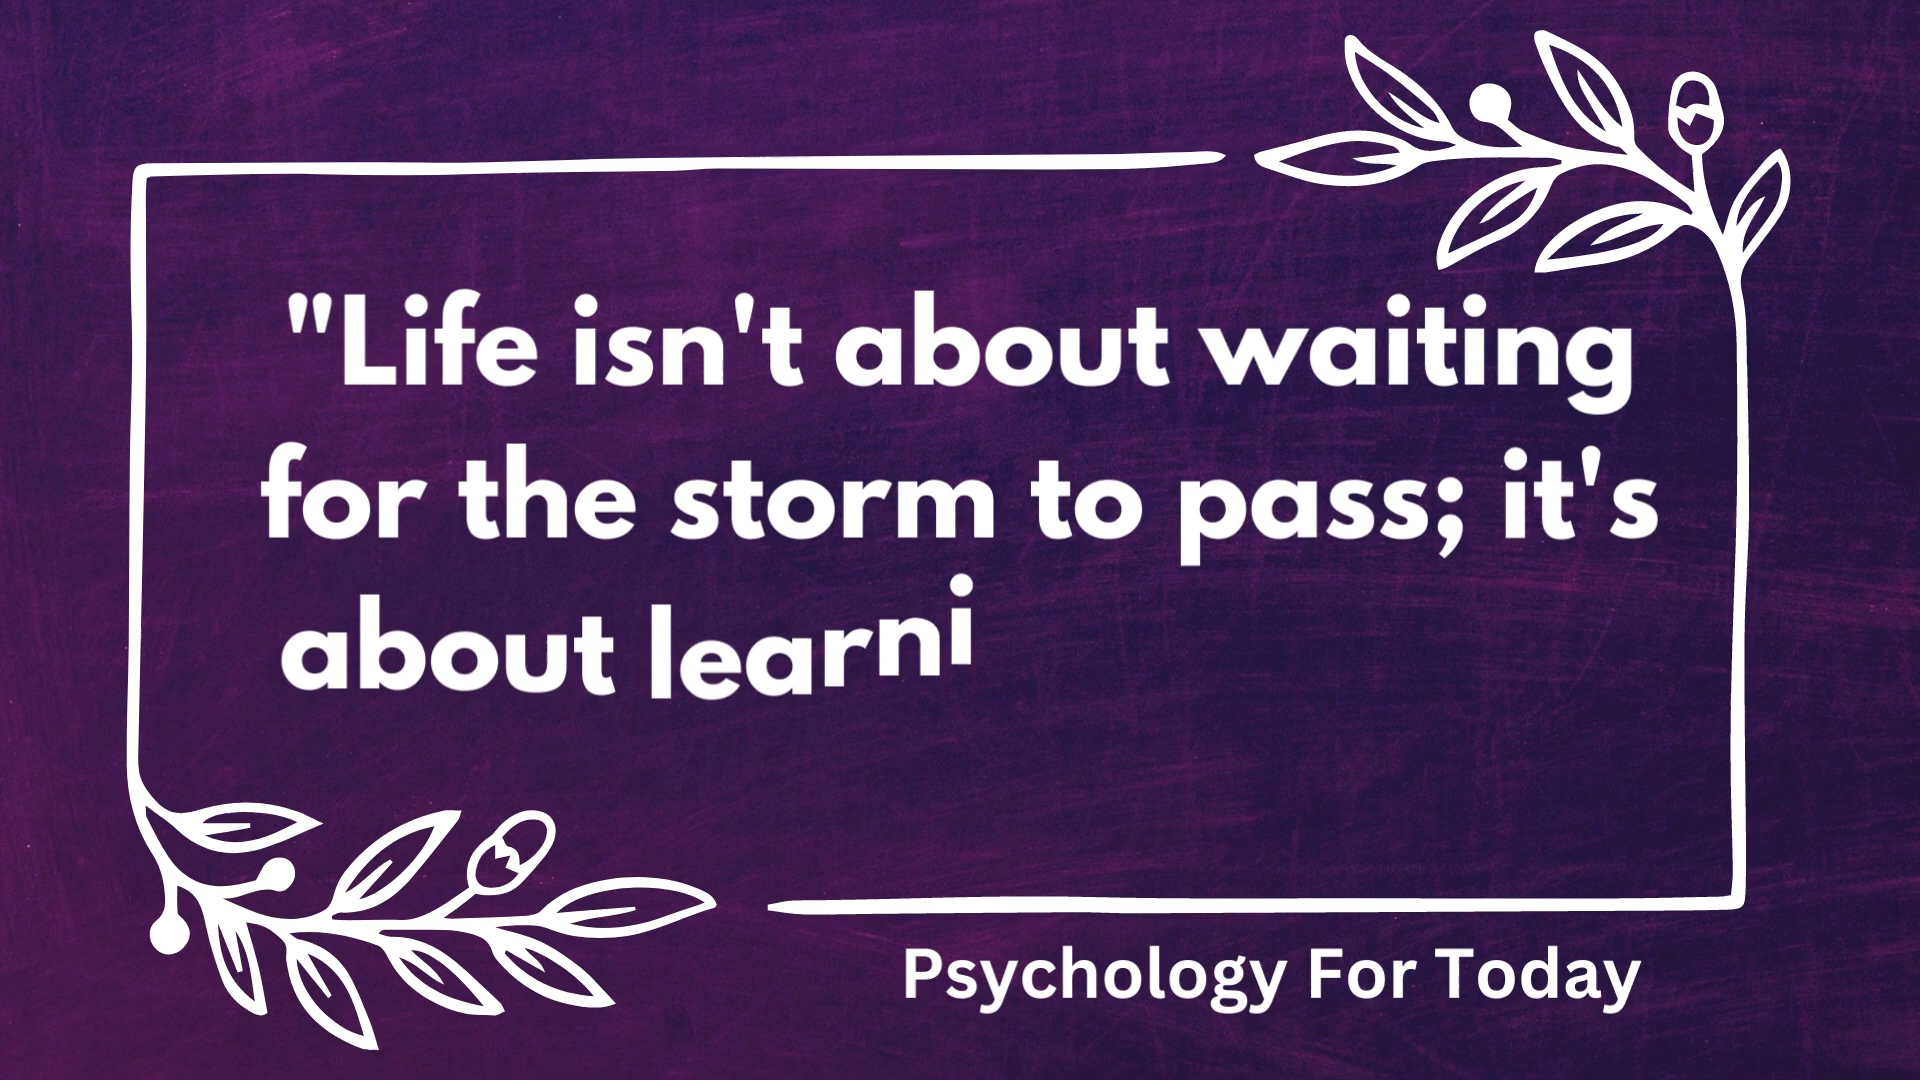 "Life isn't about waiting
for the storm to pass; it's
about learni
Psychology For Today